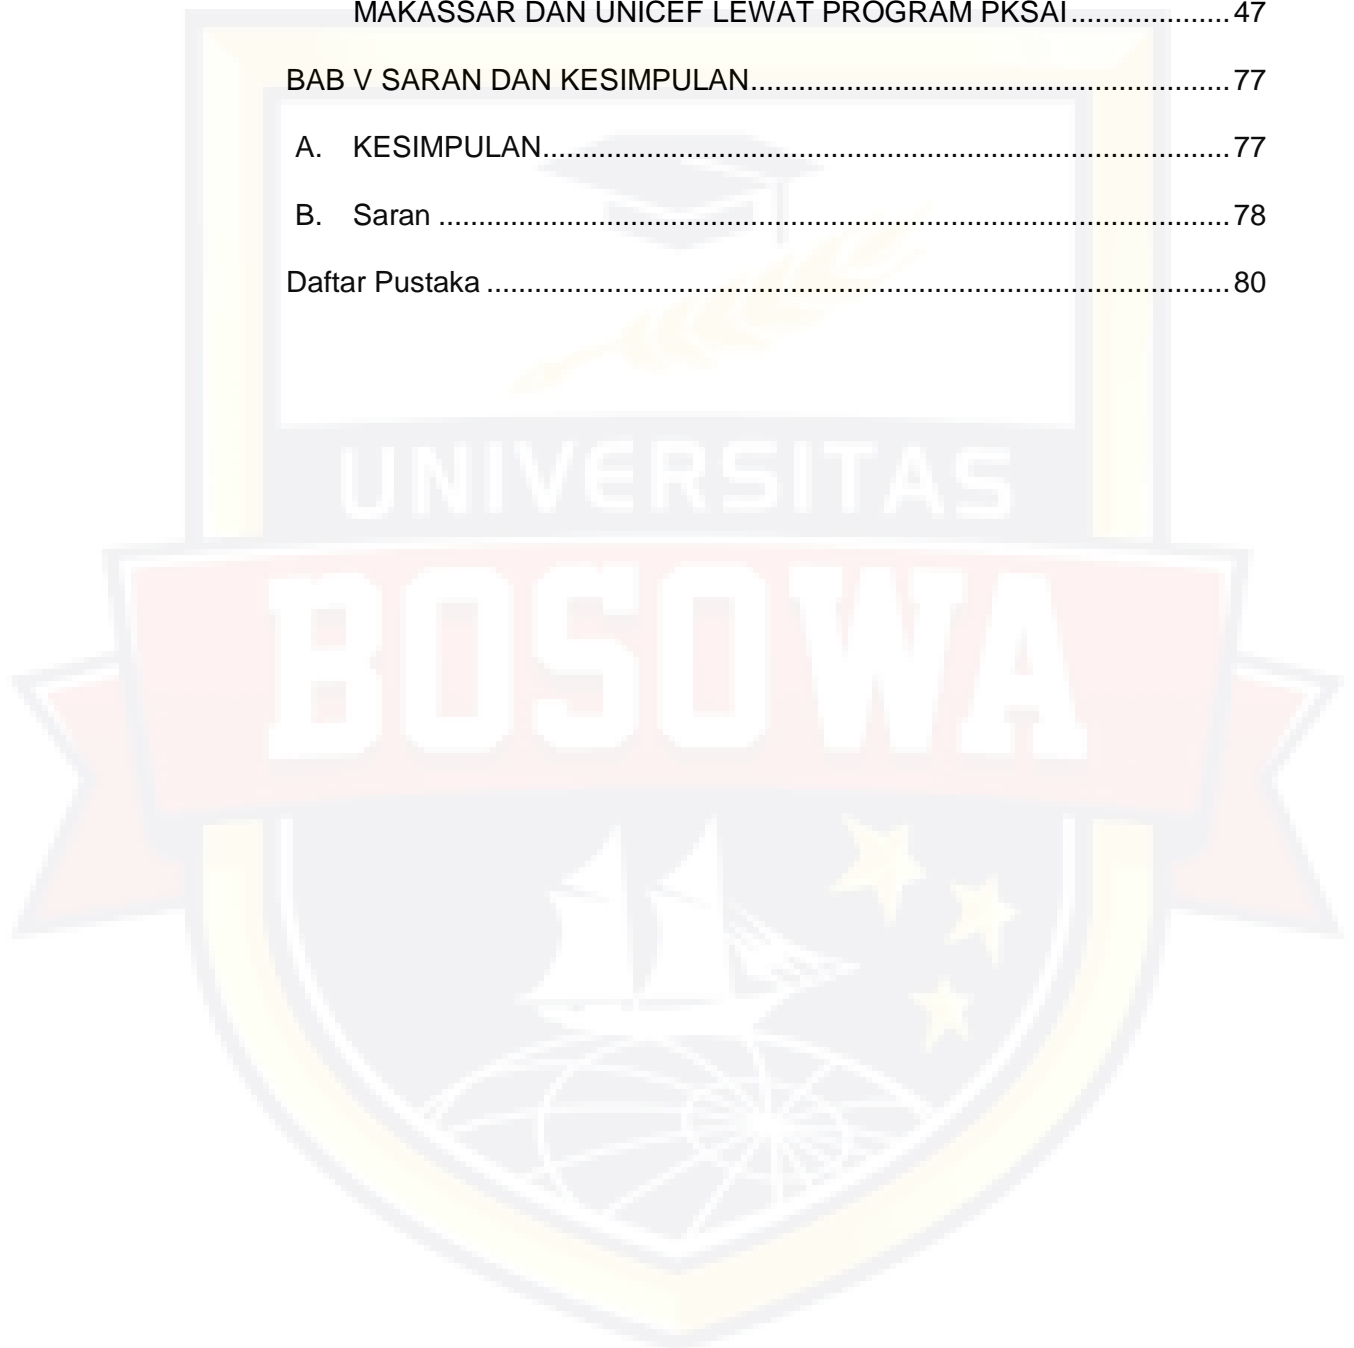 MAKASSAR DAN UNICEF LEWAT PROGRAM PKSAI....................47
BAB V SARAN DAN KESIMPULAN............................................................77
A. KESIMPULAN......................................................................................77
B. Saran ...................................................................................................78
Daftar Pustaka .............................................................................................80
UNIVERSITAS
BOSOWA